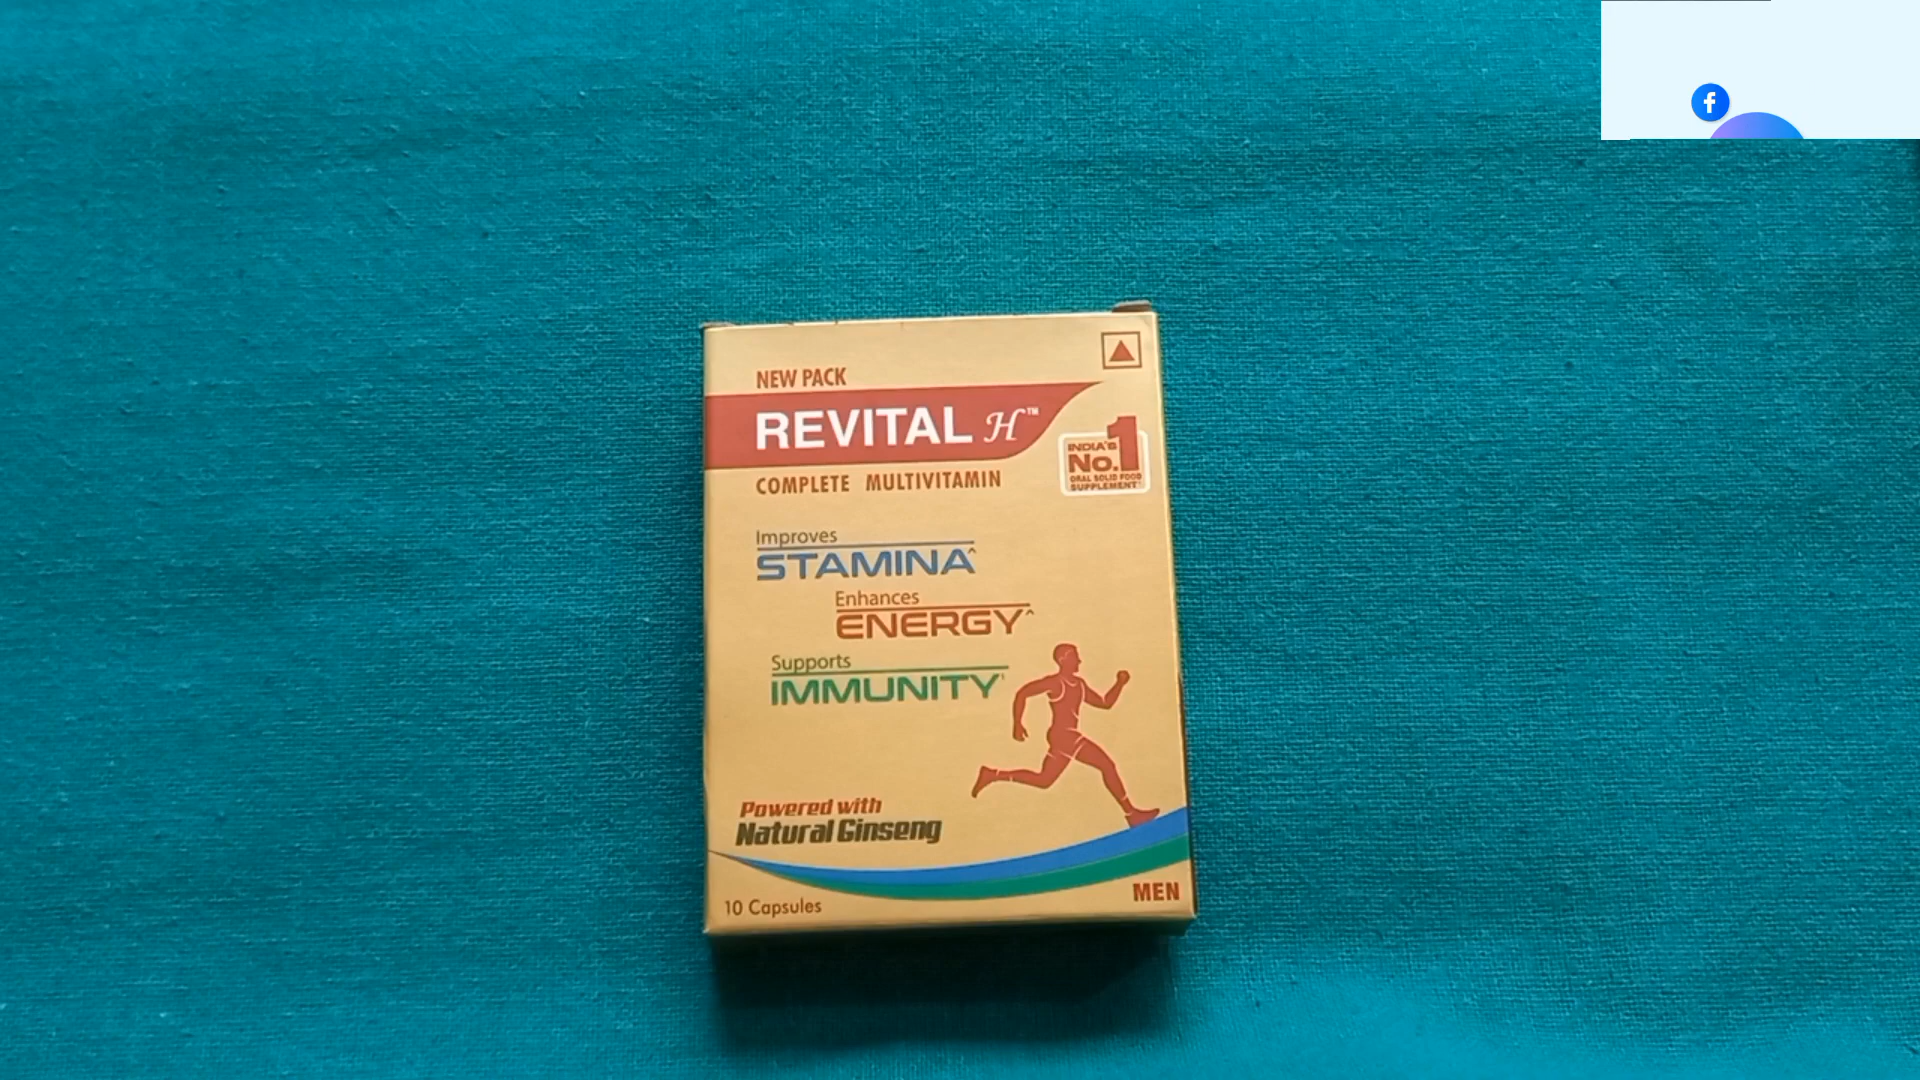 NEW PACK
REVITAL H™
INDIA'S
No.1
ORAL SOLID FOOD
SUPPLEMENT
COMPLETE MULTIVITAMIN
Improves
STAMINA^
Enhances
ENERGY^
Supports
IMMUNITY
Powered with
Natural Ginseng
10 Capsules
MEN